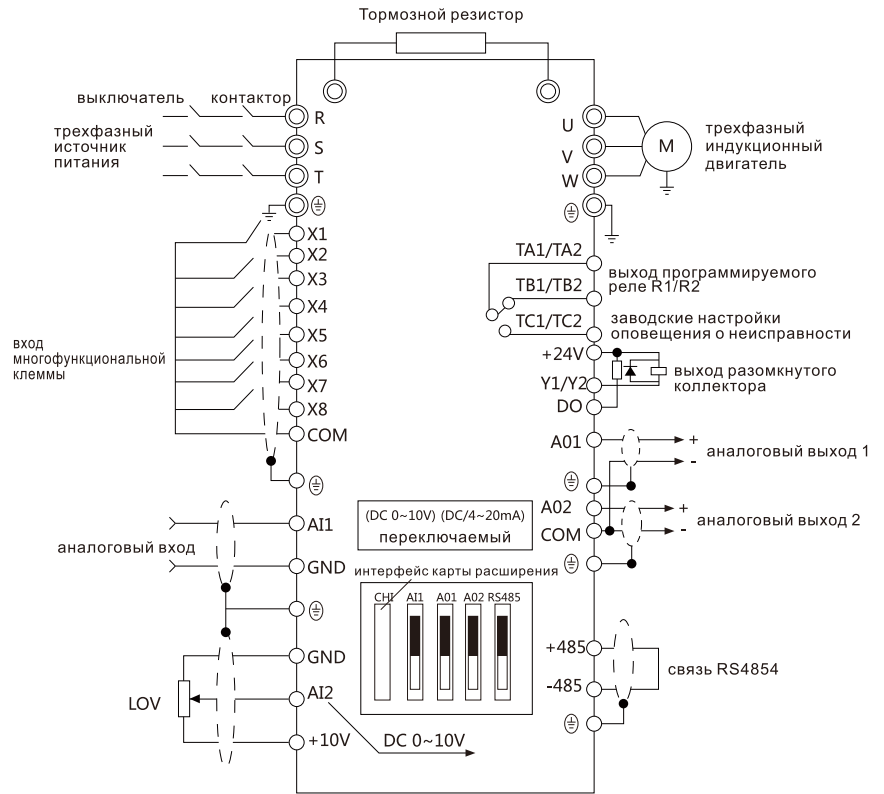 Тормозной резистор
выключатель
контактор
трехфазный
источник
питания
R
S
T
X1
X2
X3
X4
X5
X6
X7
X8
COM
вход
многофункциональной
клеммы
AI1
аналоговый вход
GND
GND
AI2
LOV
+10V
DC 0~10V
(DC 0~10V) (DC/4~20mA)
переключаемый
интерфейс карты расширения
CHI AI1 A01 A02 RS485
U
V
W
M
трехфазный
индукционный
двигатель
TA1/TA2
TB1/TB2
TC1/TC2
выход программируемого
реле R1/R2
заводские настройки
оповещения о неисправности
+24V
Y1/Y2
DO
выход разомкнутого
коллектора
A01
+
-
аналоговый выход 1
A02
COM
+
-
аналоговый выход 2
+485
-485
связь RS4854